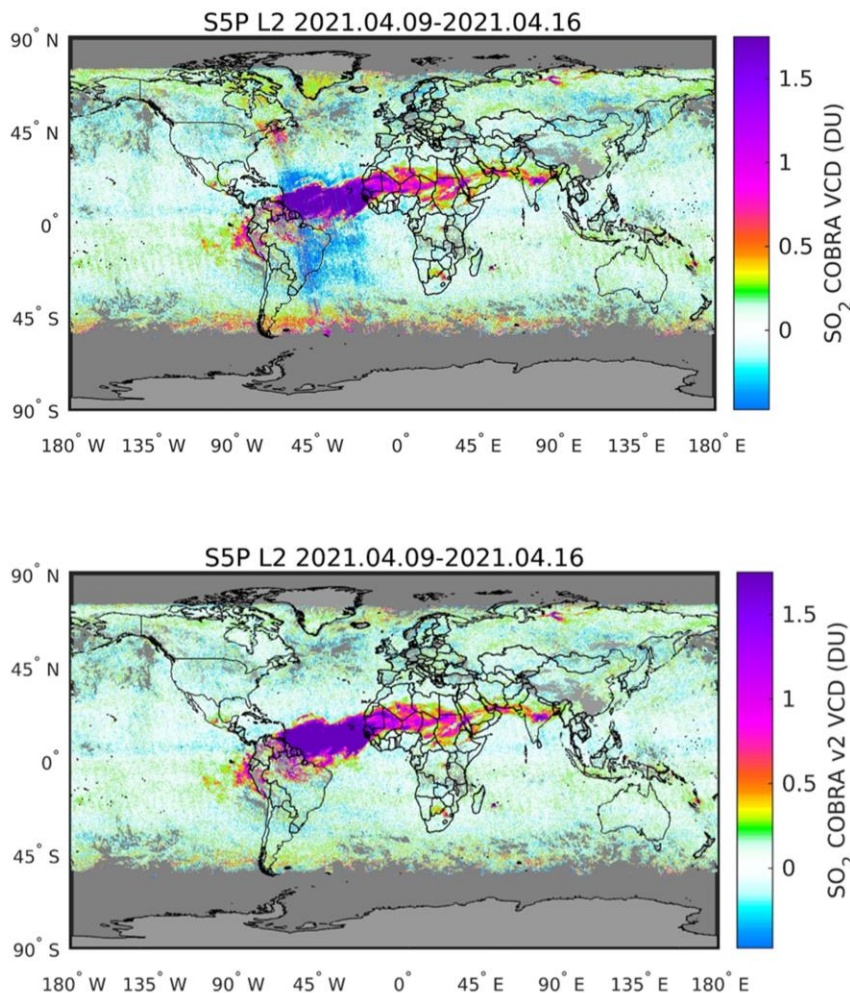 S5P L2 2021.04.09-2021.04.16
90° N
45° N
0°
45° S
90° S
180° W 135° W 90° W 45° W 0° 45° E 90° E 135° E 180° E
1.5
1
0.5
0
SO₂ COBRA VCD (DU)
S5P L2 2021.04.09-2021.04.16
90° N
45° N
0°
45° S
90° S
180° W 135° W 90° W 45° W 0° 45° E 90° E 135° E 180° E
1.5
1
0.5
0
SO₂ COBRA v2 VCD (DU)